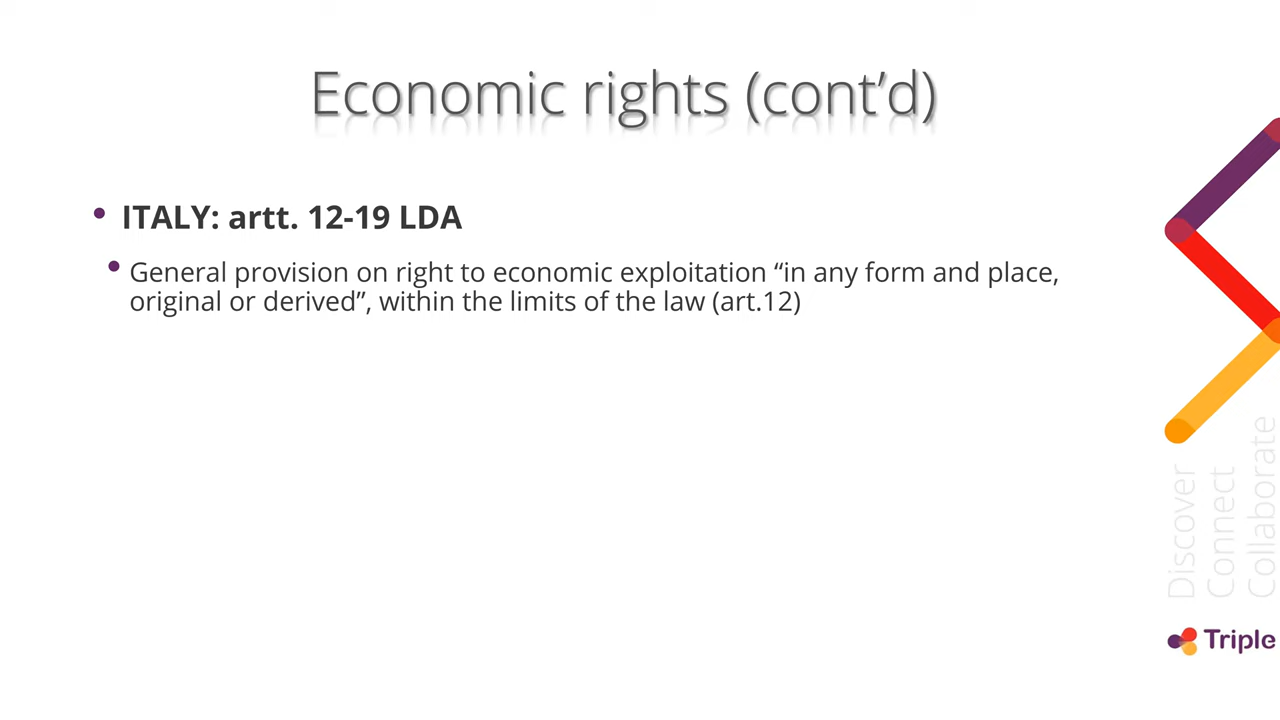 Economic rights (cont’d)
• ITALY: artt. 12-19 LDA
• General provision on right to economic exploitation “in any form and place,
original or derived”, within the limits of the law (art.12)
Discover
Connect
Collaborate
Triple